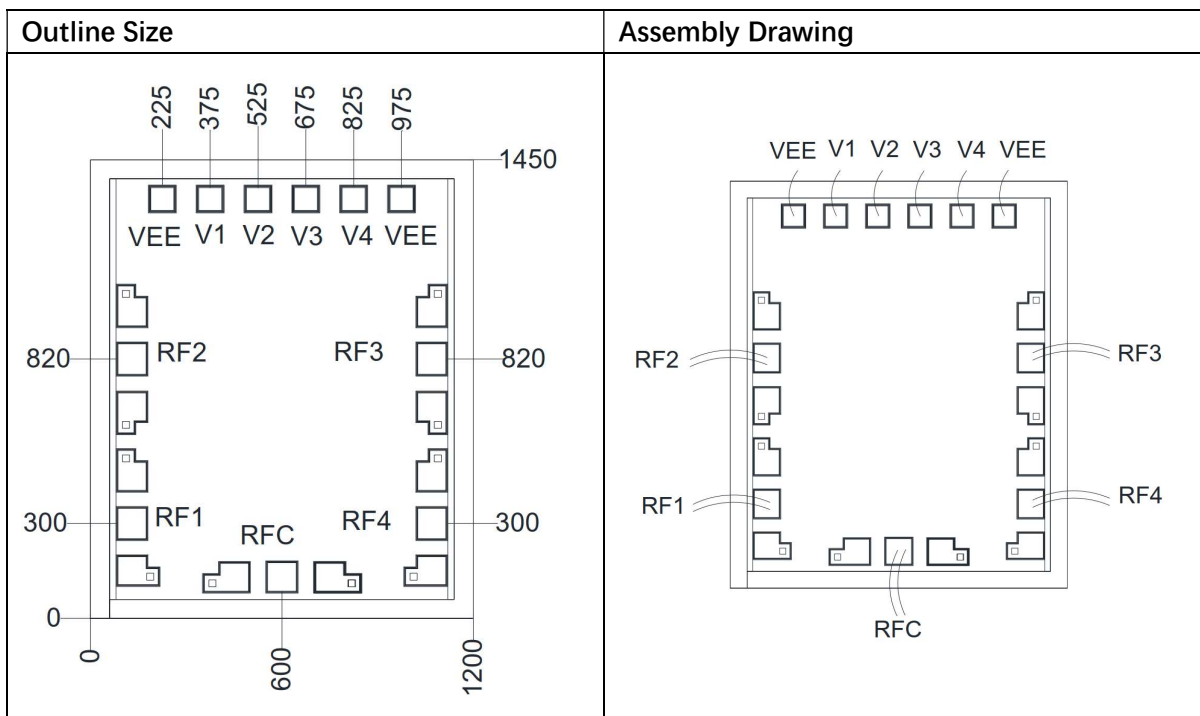 Outline Size
225 375 525 675 825 975
1450
VEE V1 V2 V3 V4 VEE
820 RF2 RF3 820
300 RF1 RF4 300
RFC
0
0 600 1200
Assembly Drawing
VEE V1 V2 V3 V4 VEE
RF2 RF3
RF1 RF4
RFC